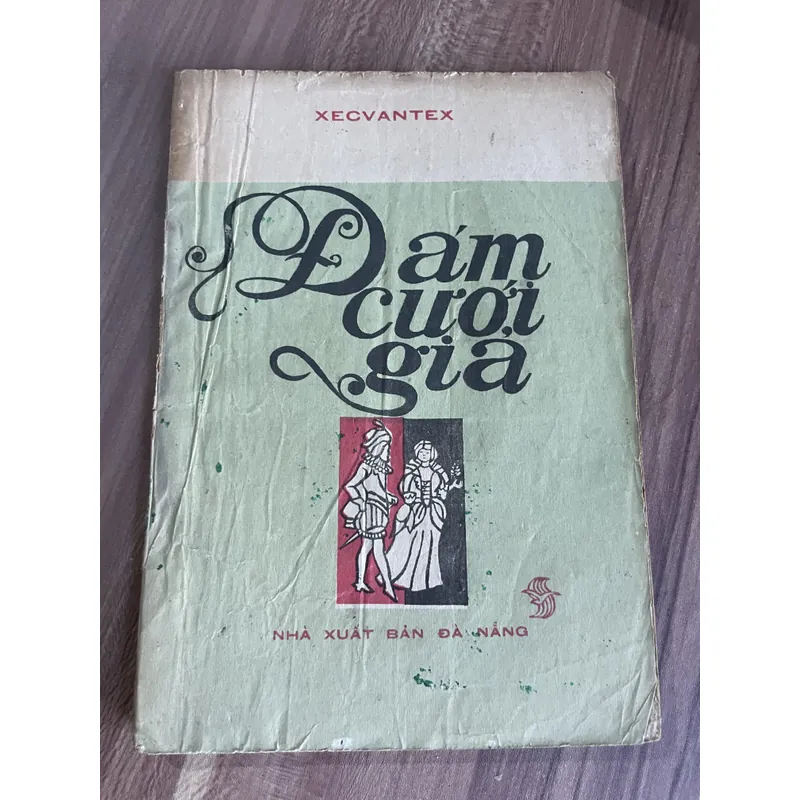 XECVANTEX
Đám
cưới
giả
NHÀ XUẤT BẢN ĐÀ NẴNG